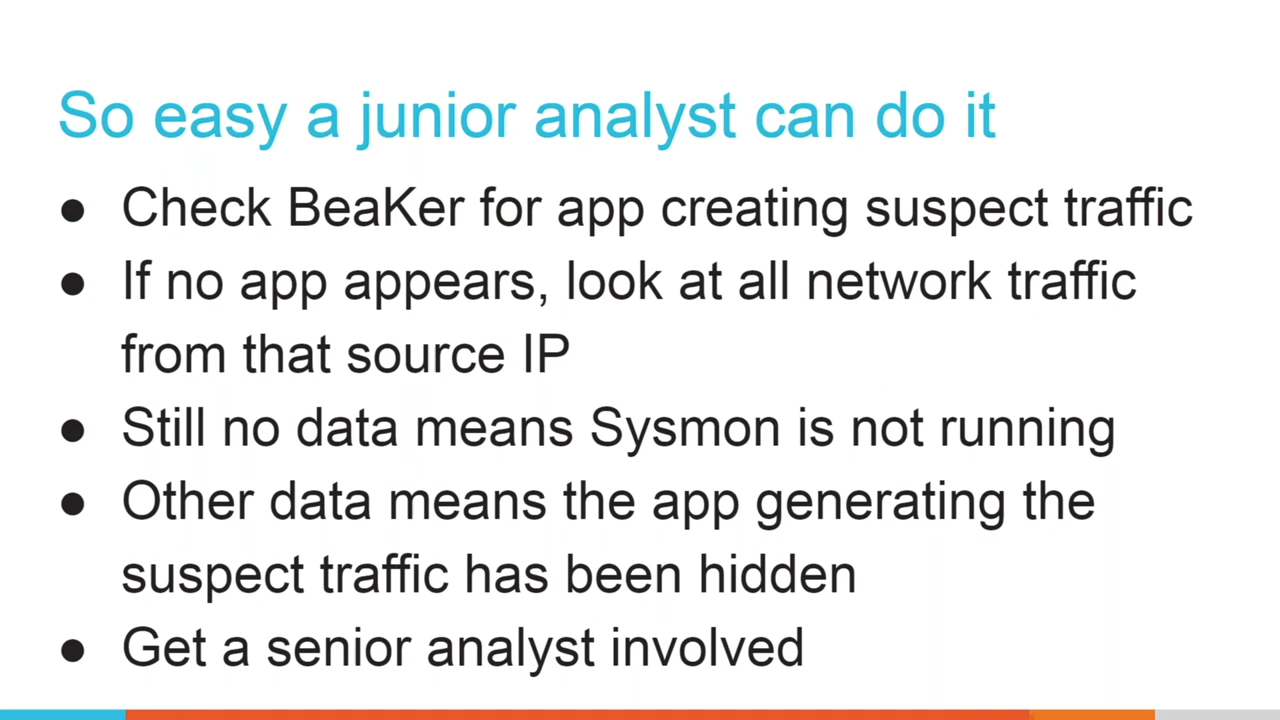 So easy a junior analyst can do it
● Check BeaKer for app creating suspect traffic
● If no app appears, look at all network traffic
from that source IP
● Still no data means Sysmon is not running
● Other data means the app generating the
suspect traffic has been hidden
● Get a senior analyst involved